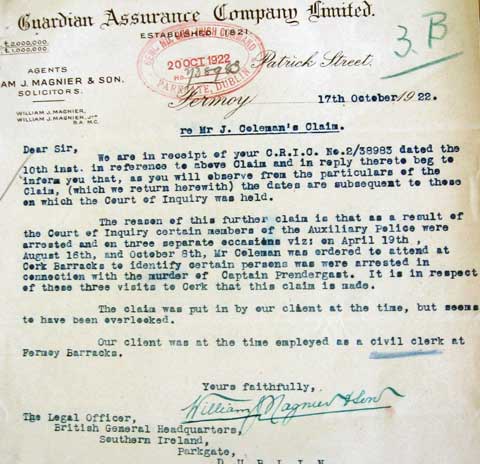 Guardian Assurance Company Limited.
£2,000,000.
£1,000,000.
ESTABLISHED 1821.
3.B
AGENTS
AM J. MAGNIER & SON.
SOLICITORS.
WILLIAM J. MAGNIER,
WILLIAM J. MAGNIER, Jr
20 OCT 1922
PARKGATE, DUBLIN
Patrick Street.
Fermoy 17th October 1922.
re Mr J. Coleman's Claim.
Dear Sir,
We are in receipt of your C.R.I.C. No.2/38983 dated the
10th inst. in reference to above Claim and in reply thereto beg to
inform you that, as you will observe from the particulars of the
Claim, (which we return herewith) the dates are subsequent to those
on which the Court of Inquiry was held.
The reason of this further claim is that as a result of
the Court of Inquiry certain members of the Auxiliary Police were
arrested and on three separate occasions viz: on April 19th ,
August 16th, and October 8th, Mr Coleman was ordered to attend at
Cork Barracks to identify certain persons was were arrested in
connection with the murder of Captain Prendergast. It is in respect
of these three visits to Cork that this claim is made.
The claim was put in by our client at the time, but seems
to have been overlooked.
Our client was at the time employed as a civil clerk at
Fermoy Barracks.
Yours faithfully,
William J Magnier & Son
The Legal Officer,
British General Headquarters,
Southern Ireland,
Parkgate,
DUBLIN